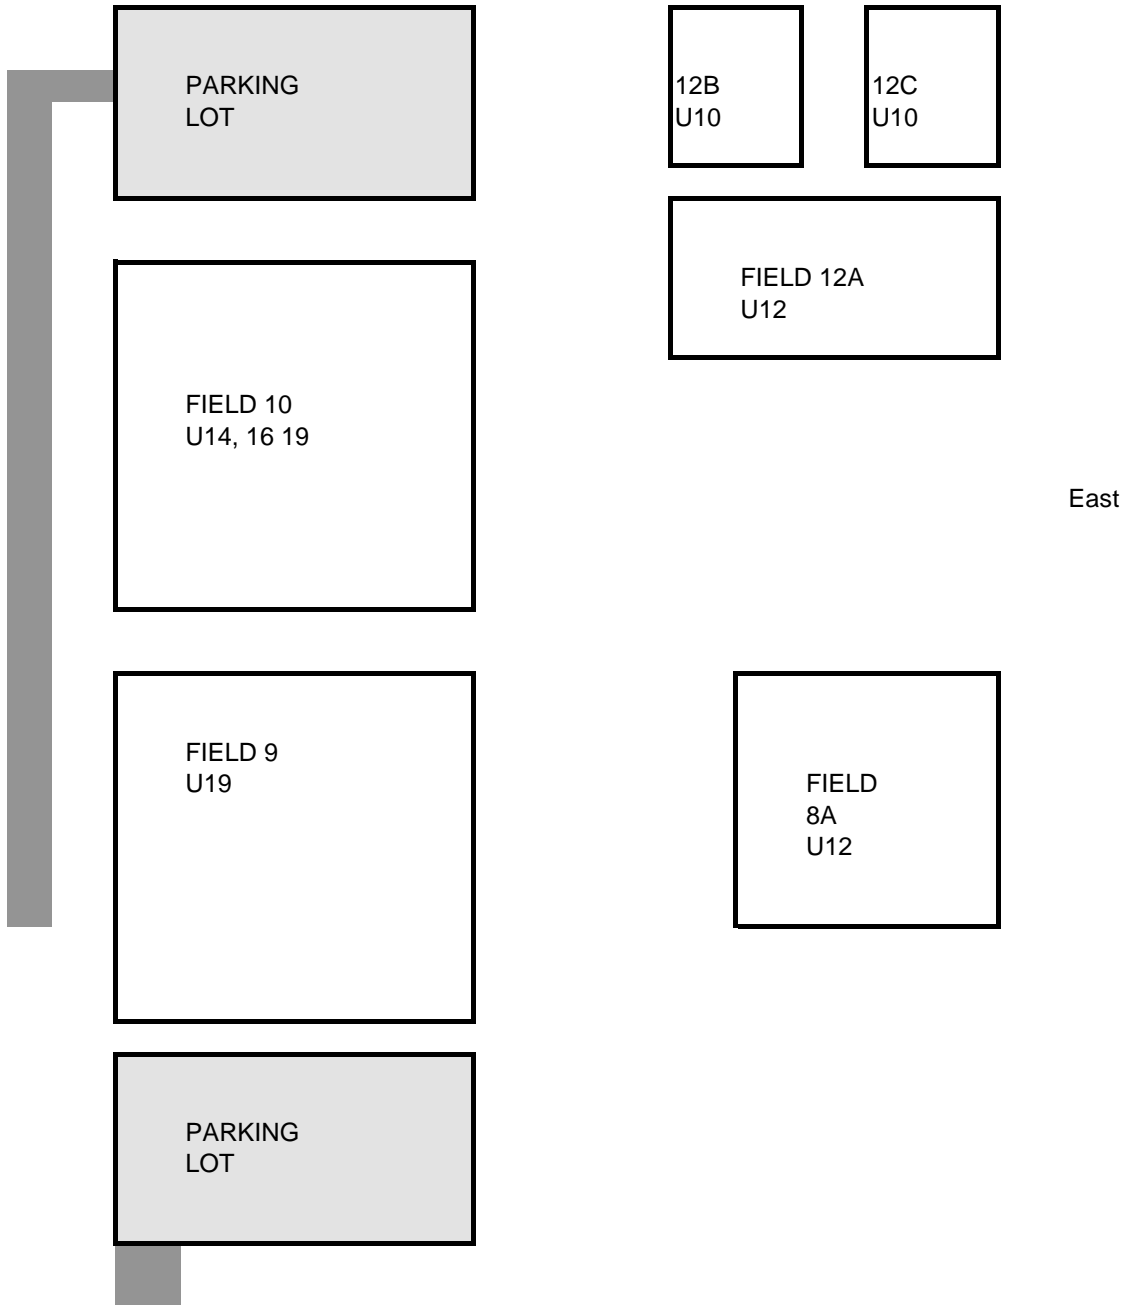 PARKING
LOT
12B
U10
12C
U10
FIELD 12A
U12
FIELD 10
U14, 16 19
East
FIELD 9
U19
FIELD
8A
U12
PARKING
LOT